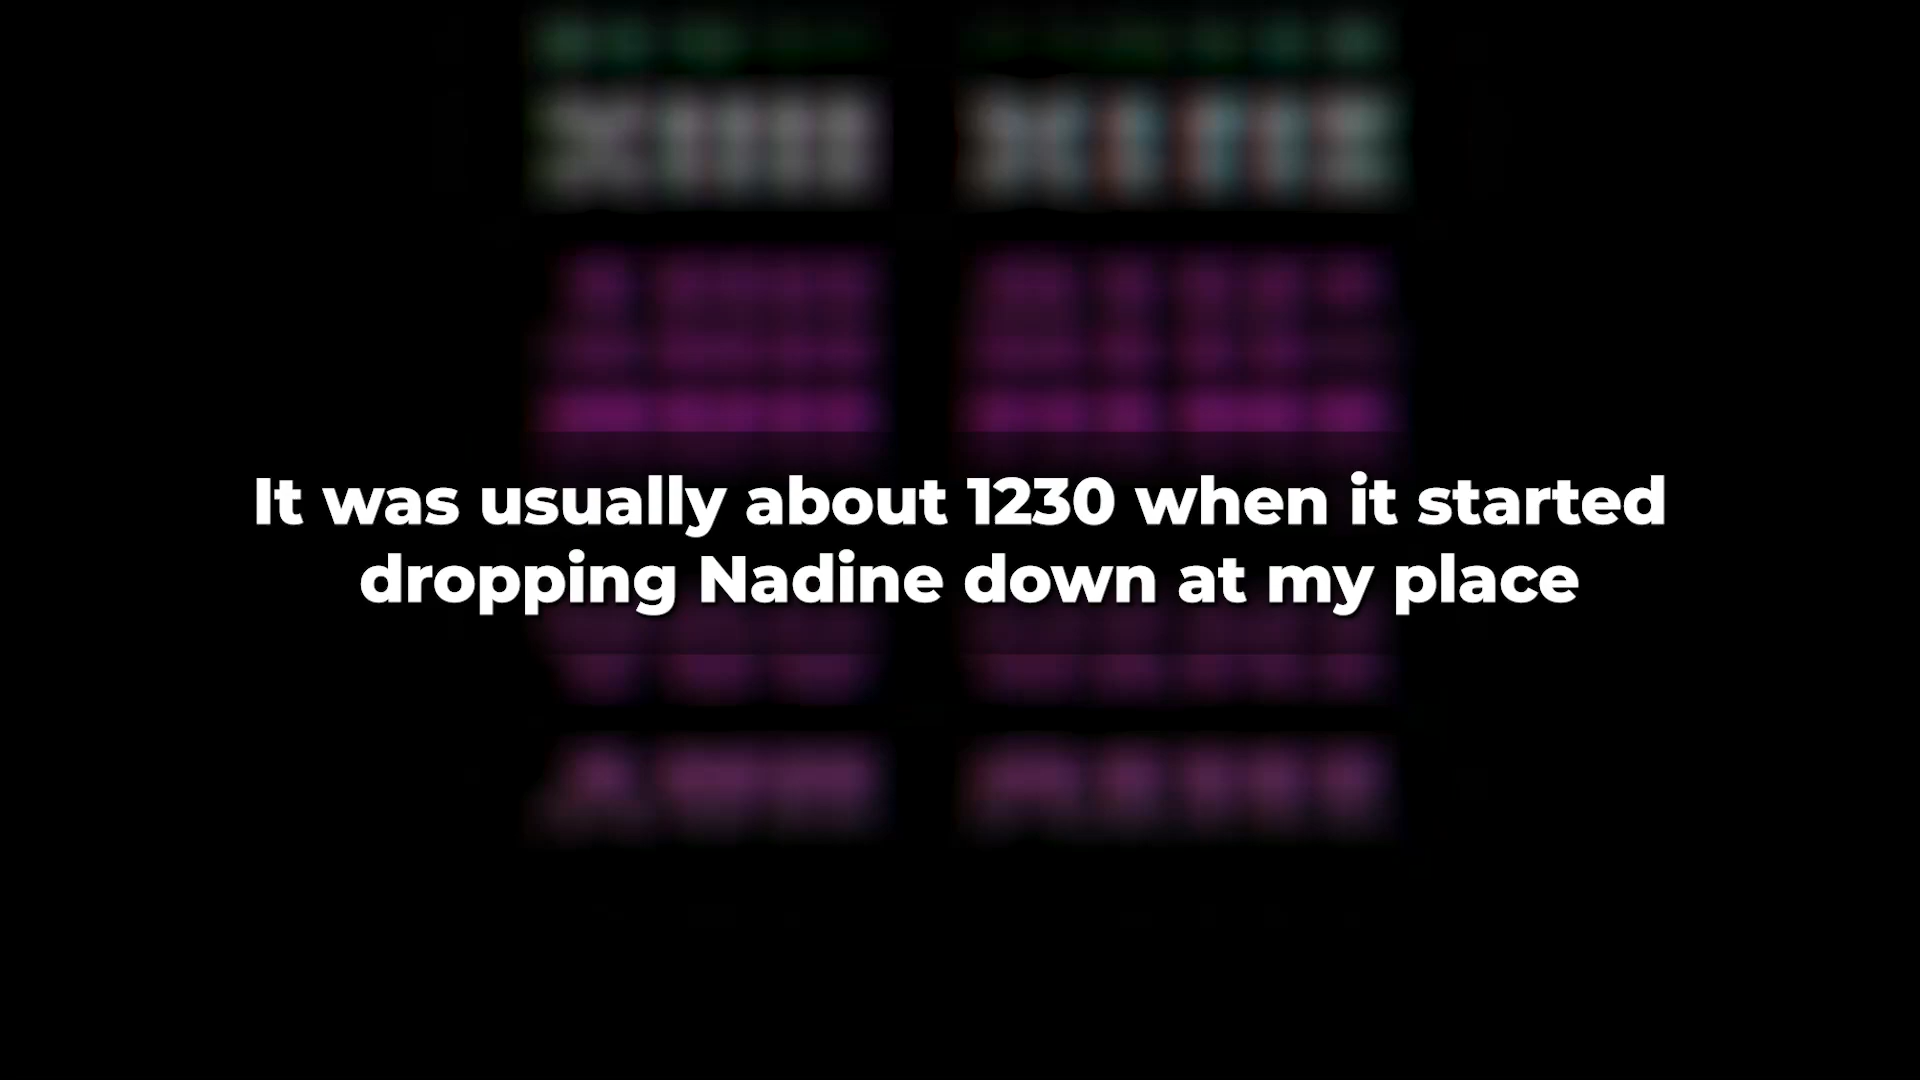 It was usually about 1230 when it started
dropping Nadine down at my place